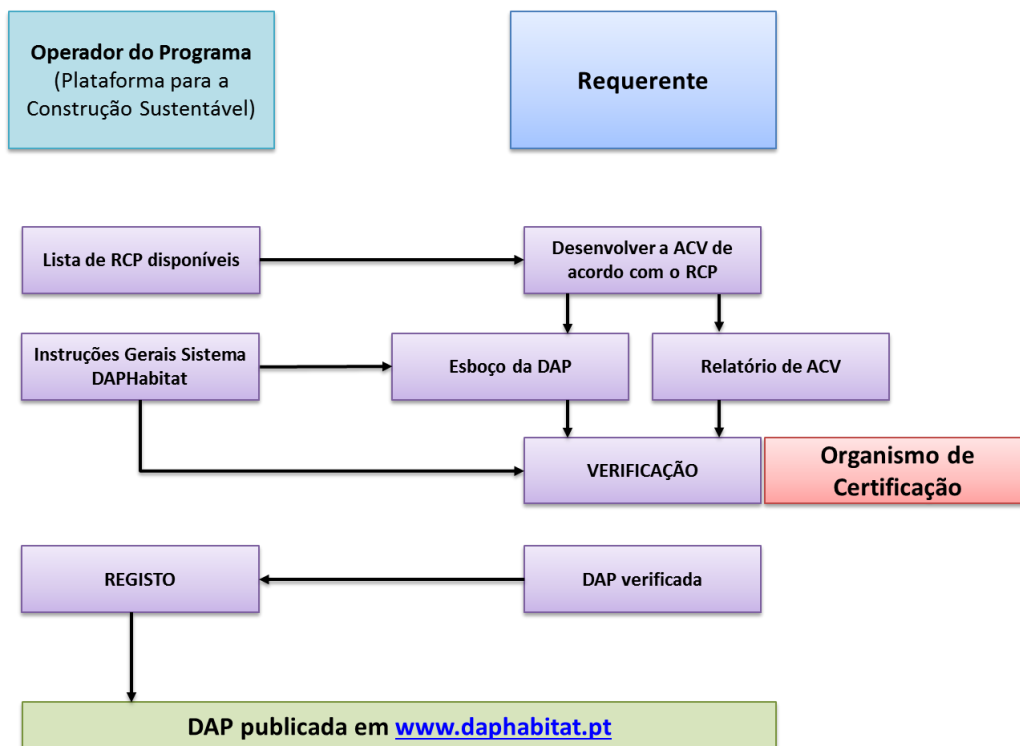 Operador do Programa
(Plataforma para a
Construção Sustentável)
Requerente
Lista de RCP disponíveis
Desenvolver a ACV de
acordo com o RCP
Instruções Gerais Sistema
DAPHabitat
Esboço da DAP
Relatório de ACV
VERIFICAÇÃO
Organismo de
Certificação
REGISTO
DAP verificada
DAP publicada em www.daphabitat.pt